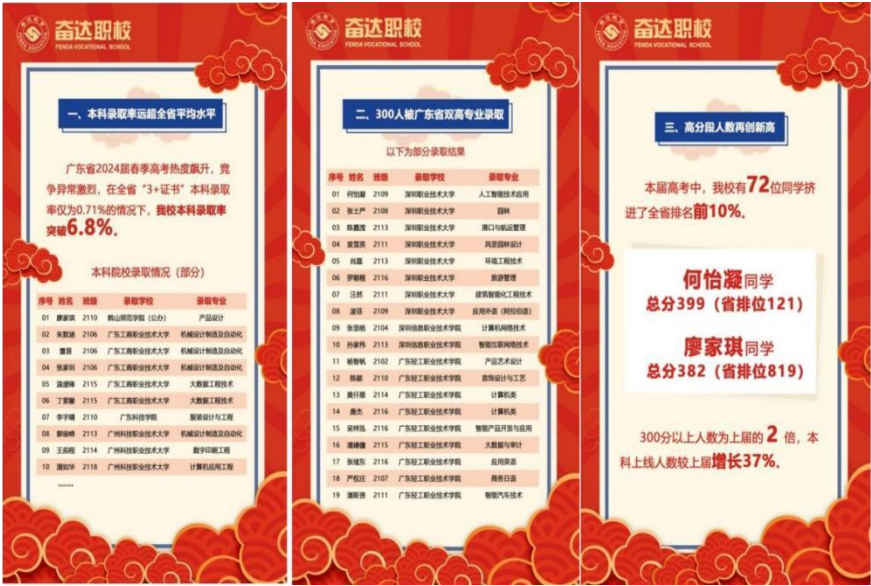 奋达职校
FENDA VOCATIONAL SCHOOL
一、本科录取率远超全省平均水平
广东省2024届春季高考热度飙升，竞
争异常激烈，在全省“3+证书”本科录取
率仅为0.71%的情况下，我校本科录取率
突破6.8%。
本科院校录取情况（部分）
序号 姓名 班级 录取学校 录取专业
01 廖家琪 2110 韩山师范学院（公办） 产品设计
02 朱默涵 2106 广东工商职业技术大学 机械设计制造及自动化
03 董晨 2106 广东工商职业技术大学 机械设计制造及自动化
04 张家圳 2106 广东工商职业技术大学 机械设计制造及自动化
05 温虔锋 2115 广东工商职业技术大学 大数据工程技术
06 丁紫馨 2115 广东工商职业技术大学 大数据工程技术
07 李宇晴 2110 广东科技学院 服装设计与工程
08 2113 广州科技职业技术大学 机械设计制造及自动化
09 王绍程 2114 广州科技职业技术大学 数字印刷工程
10 潘如华 2118 广州科技职业技术大学 计算机应用工程
......
奋达职校
FENDA VOCATIONAL SCHOOL
二、300人被广东省双高专业录取
以下为部分录取结果
序号 姓名 班级 录取学校 录取专业
01 何怡凝 2109 深圳职业技术大学 人工智能技术应用
02 张士严 2108 深圳职业技术大学 园林
03 陈嘉滢 2113 深圳职业技术大学 港口与航运管理
04 袁雪英 2111 深圳职业技术大学 风景园林设计
05 肖磊 2113 深圳职业技术大学 环境工程技术
06 罗朝榕 2116 深圳职业技术大学 旅游管理
07 汪然 2111 深圳职业技术大学 建筑智能化工程技术
08 凌芬 2109 深圳职业技术大学 应用外语（阿拉伯语）
09 张景皓 2104 深圳信息职业技术学院 计算机网络技术
10 孙家伟 2113 深圳信息职业技术学院 智能互联网络技术
11 杨智帆 2102 广东轻工职业技术学院 产品艺术设计
12 陈颖 2110 广东轻工职业技术学院 首饰设计与工艺
13 黄仟恩 2114 广东轻工职业技术学院 计算机类
14 唐杰 2114 广东轻工职业技术学院 计算机类
15 吴梓泓 2116 广东轻工职业技术学院 智能产品开发与应用
16 潘婧僮 2115 广东轻工职业技术学院 大数据与审计
17 张绪东 2116 广东轻工职业技术学院 应用英语
18 严权庄 2107 广东轻工职业技术学院 商务日语
19 潘斯贤 2111 广东轻工职业技术学院 智能汽车技术
奋达职校
FENDA VOCATIONAL SCHOOL
三、高分段人数再创新高
本届高考中，我校有72位同学挤
进了全省排名前10%。
何怡凝同学
总分399（省排位121）
廖家琪同学
总分382（省排位819）
300分以上人数为上届的 2 倍，本
科上线人数较上届增长37%。